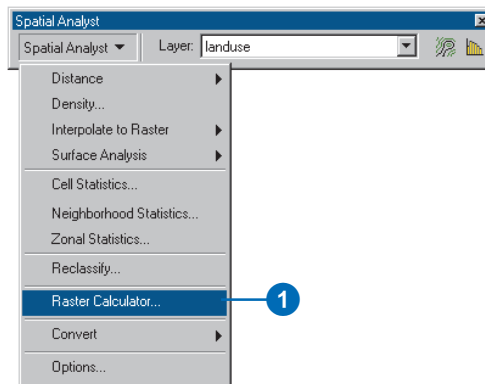 Spatial Analyst
Spatial Analyst Layer: landuse
Distance
Density...
Interpolate to Raster
Surface Analysis
Cell Statistics...
Neighborhood Statistics...
Zonal Statistics...
Reclassify...
Raster Calculator... 1
Convert
Options...